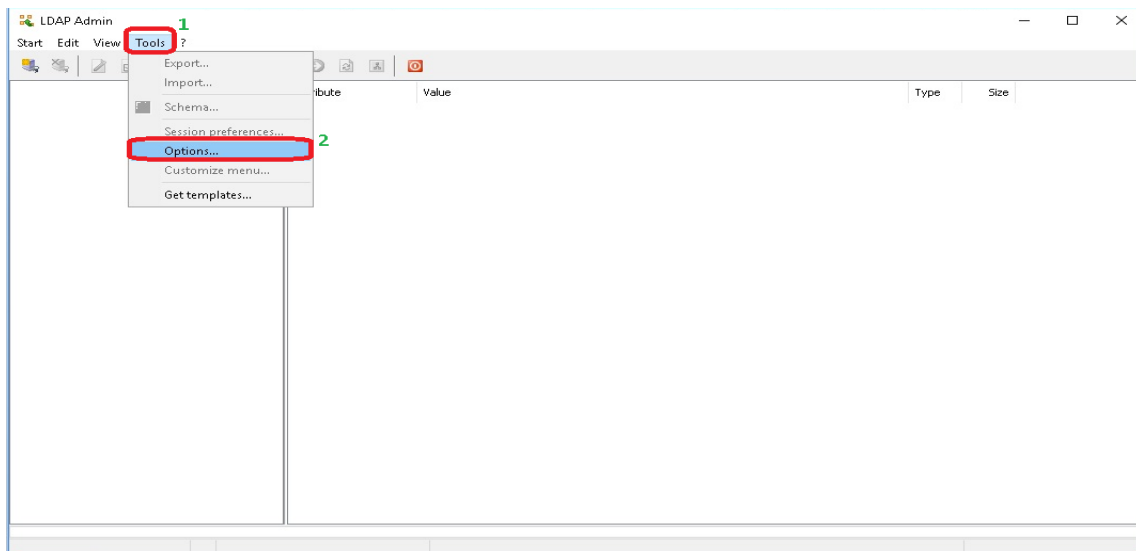 LDAP Admin
1
Start Edit View Tools ?
Export...
Import...
ribute Value Type Size
Schema...
Session preferences...
Options... 2
Customize menu...
Get templates...